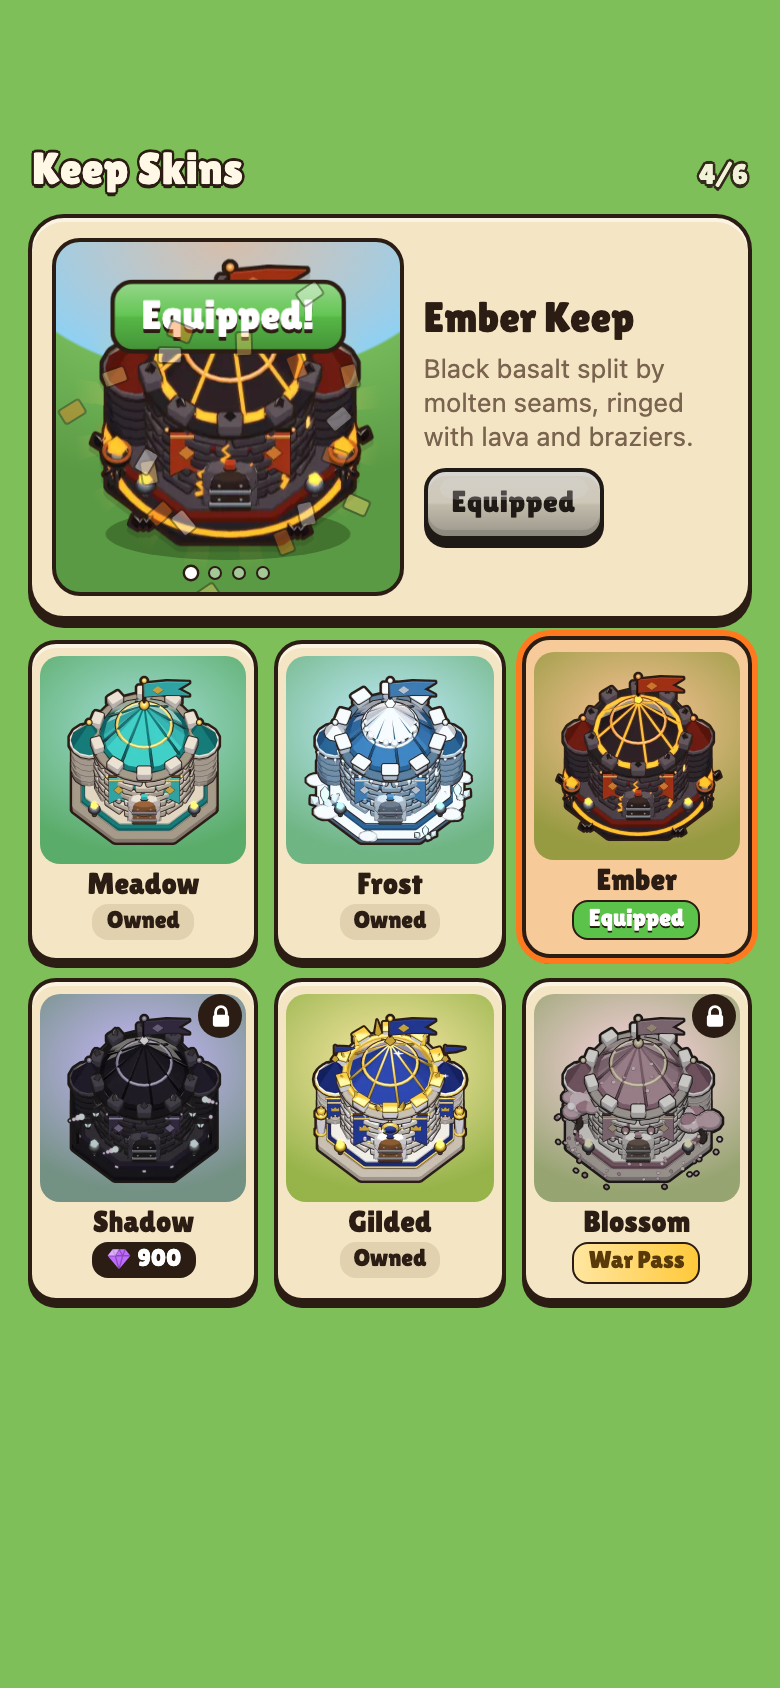 Keep Skins
4/6
Equipped!
Ember Keep
Black basalt split by
molten seams, ringed
with lava and braziers.
Equipped
Meadow
Owned
Frost
Owned
Ember
Equipped
Shadow
900
Gilded
Owned
Blossom
War Pass